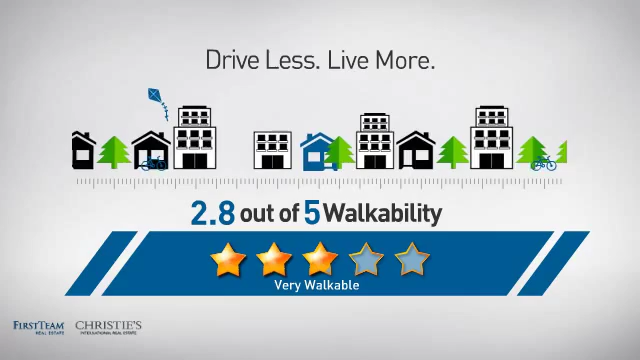 Drive Less. Live More.
2.8 out of 5 Walkability
Very Walkable
FIRSTTEAM
REAL ESTATE
CHRISTIE'S
INTERNATIONAL REAL ESTATE